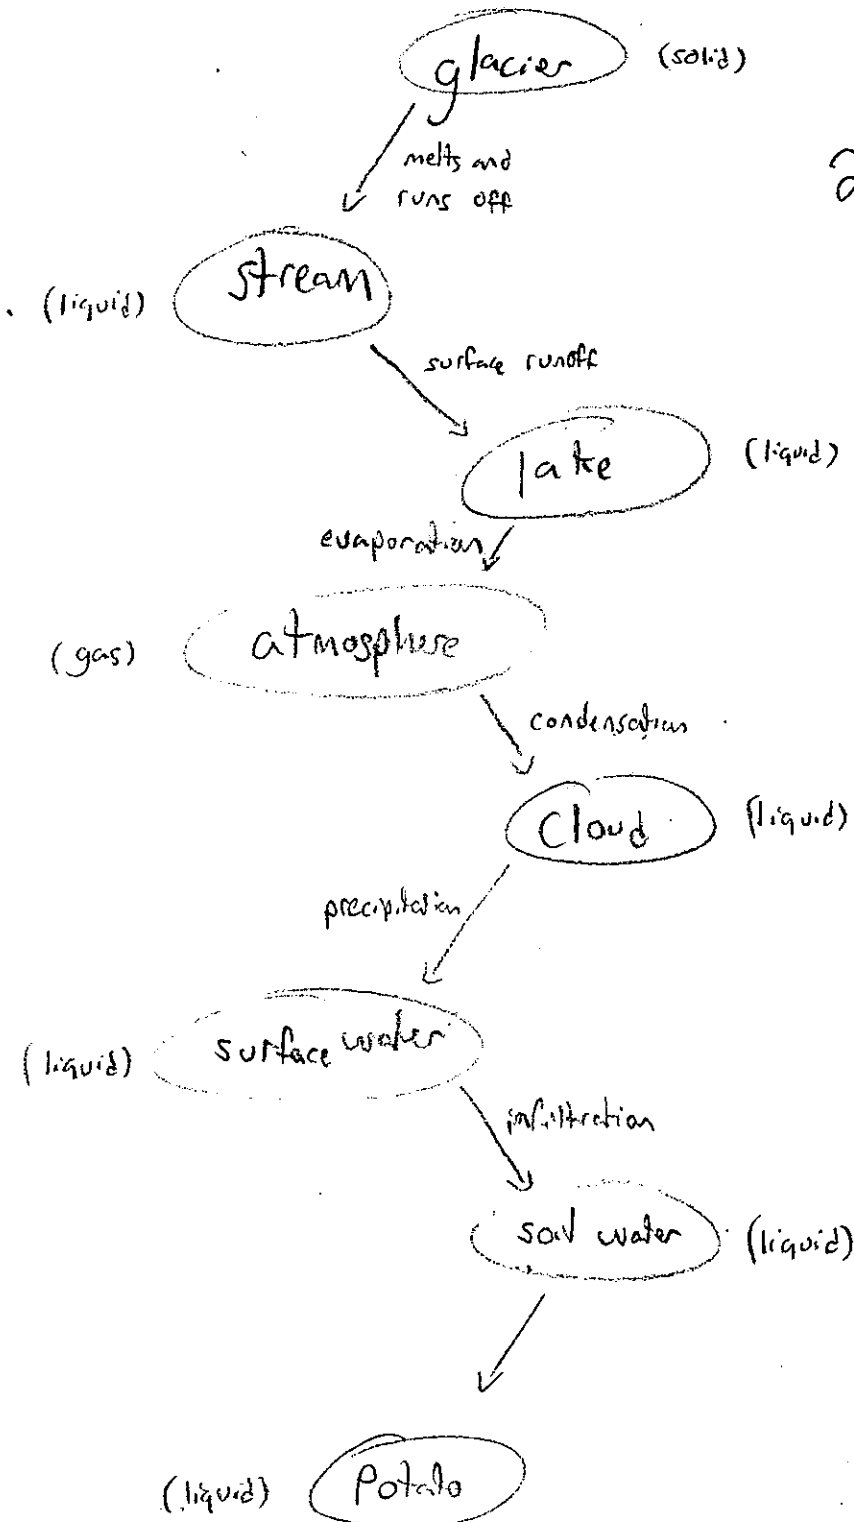 glacier (solid)
melts and
runs off
2
(liquid) stream
surface runoff
lake (liquid)
evaporation
(gas) atmosphere
condensation
cloud (liquid)
precipitation
(liquid) surface water
infiltration
soil water (liquid)
(liquid) Potato